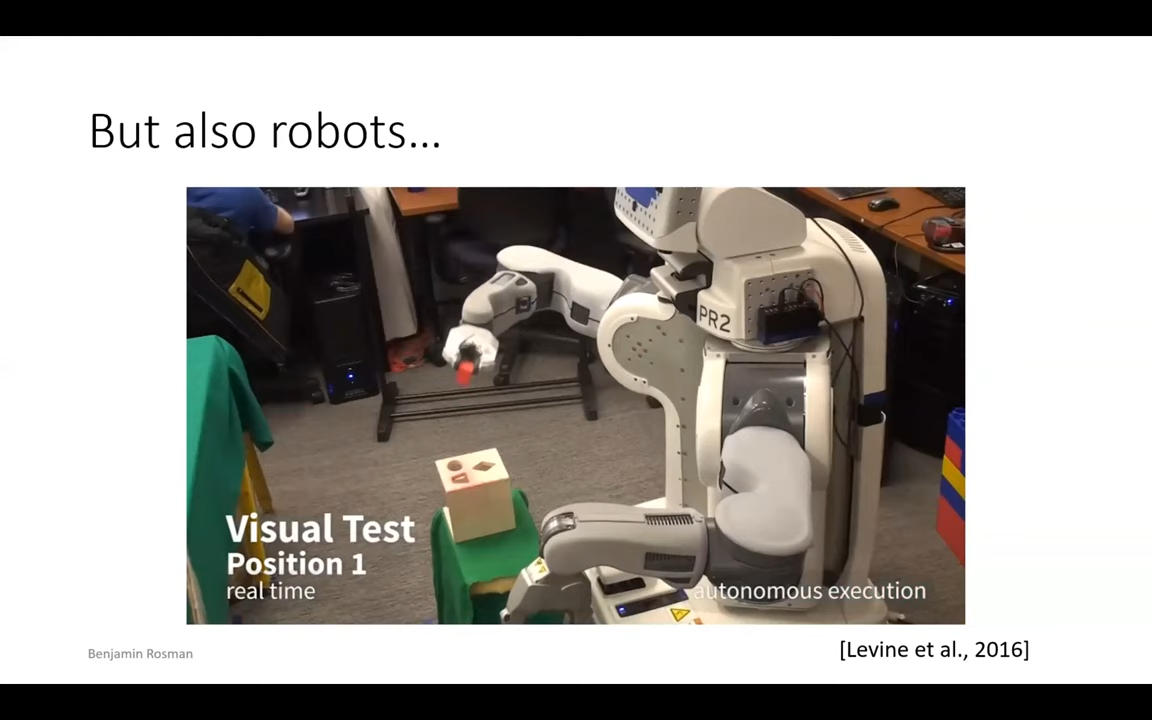 But also robots...
PR2
Visual Test
Position 1
real time
autonomous execution
Benjamin Rosman
[Levine et al., 2016]